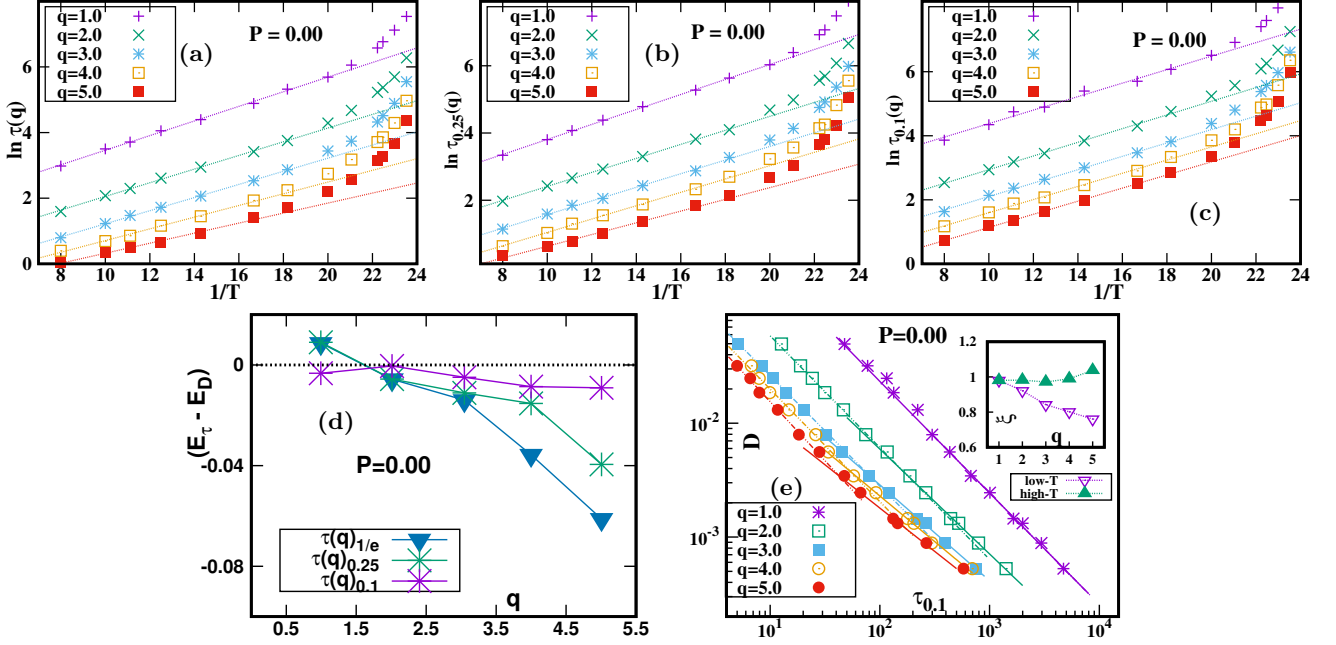 q=1.0
q=2.0
q=3.0
q=4.0
q=5.0
(a)
P = 0.00
ln τ(q)
0 2 4 6
8 10 12 14 16 18 20 22 24
1/T
q=1.0
q=2.0
q=3.0
q=4.0
q=5.0
(b)
P = 0.00
ln τ0.25(q)
0 2 4 6
8 10 12 14 16 18 20 22 24
1/T
q=1.0
q=2.0
q=3.0
q=4.0
q=5.0
P = 0.00
(c)
ln τ0.1(q)
0 2 4 6
8 10 12 14 16 18 20 22 24
1/T
(Eτ - ED)
0
-0.04
-0.08
(d)
P=0.00
τ(q)1/e
τ(q)0.25
τ(q)0.1
q
0.5 1.5 2.5 3.5 4.5 5.5
P=0.00
D
10-2
10-3
(e)
q=1.0
q=2.0
q=3.0
q=4.0
q=5.0
τ0.1
101 102 103 104
1.2
1
0.8
0.6
ξ
q
1 2 3 4 5
low-T
high-T